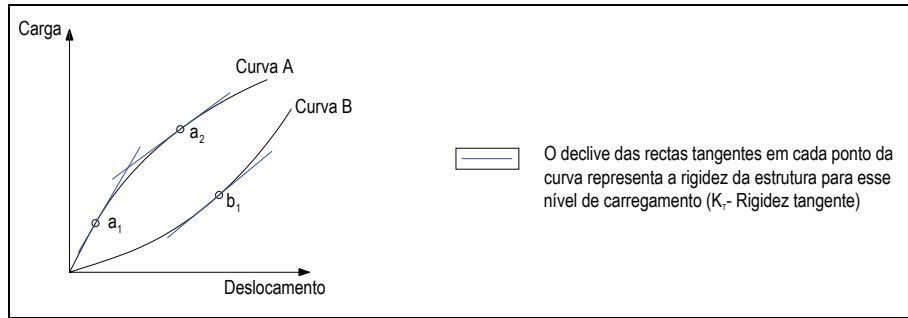 Carga
Curva A
Curva B
a₂
b₁
a₁
Deslocamento
O declive das rectas tangentes em cada ponto da
curva representa a rigidez da estrutura para esse
nível de carregamento (K_T- Rigidez tangente)